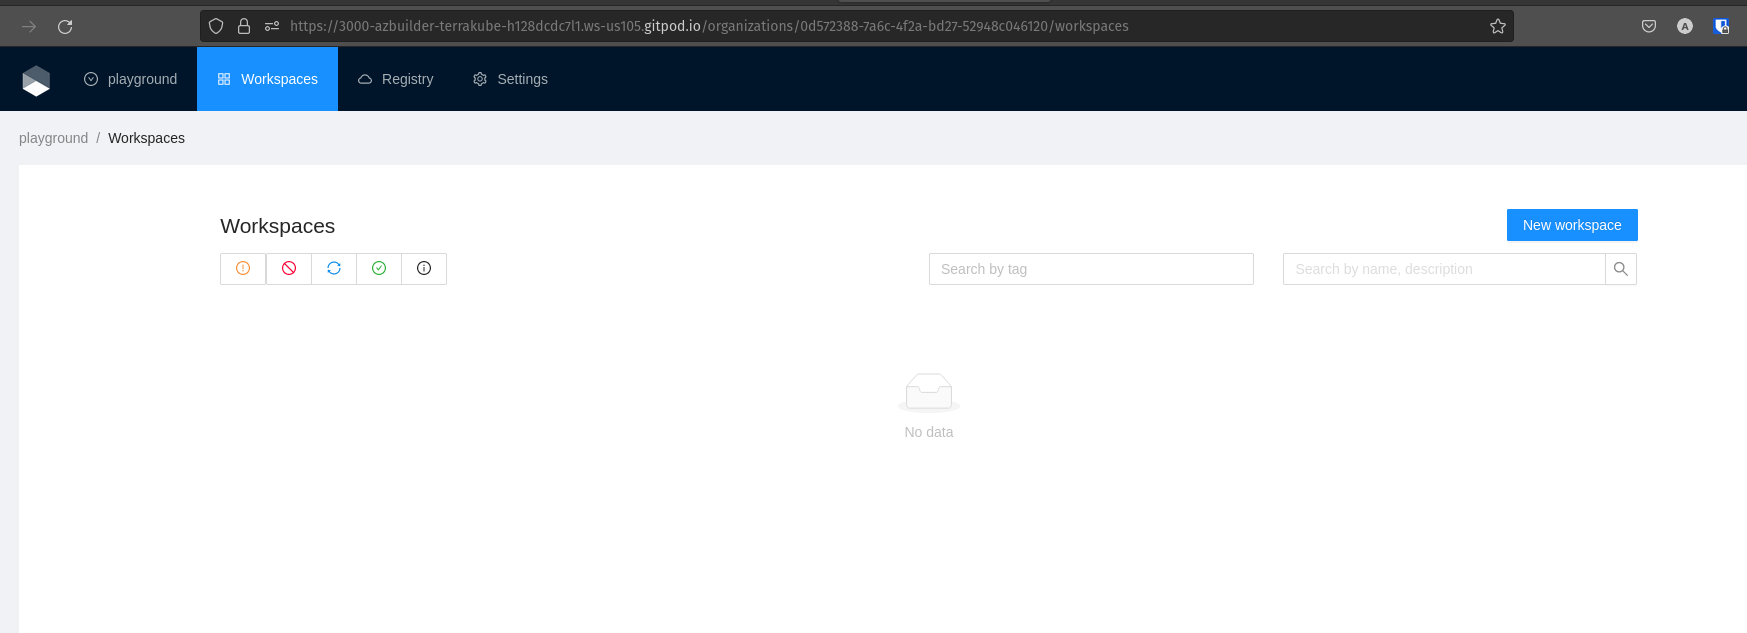 https://3000-azbuilder-terrakube-h128dcdc7l1.ws-us105.gitpod.io/organizations/0d572388-7a6c-4f2a-bd27-52948c046120/workspaces
A
playground Workspaces Registry Settings
playground / Workspaces
Workspaces
New workspace
Search by tag
Search by name, description
No data